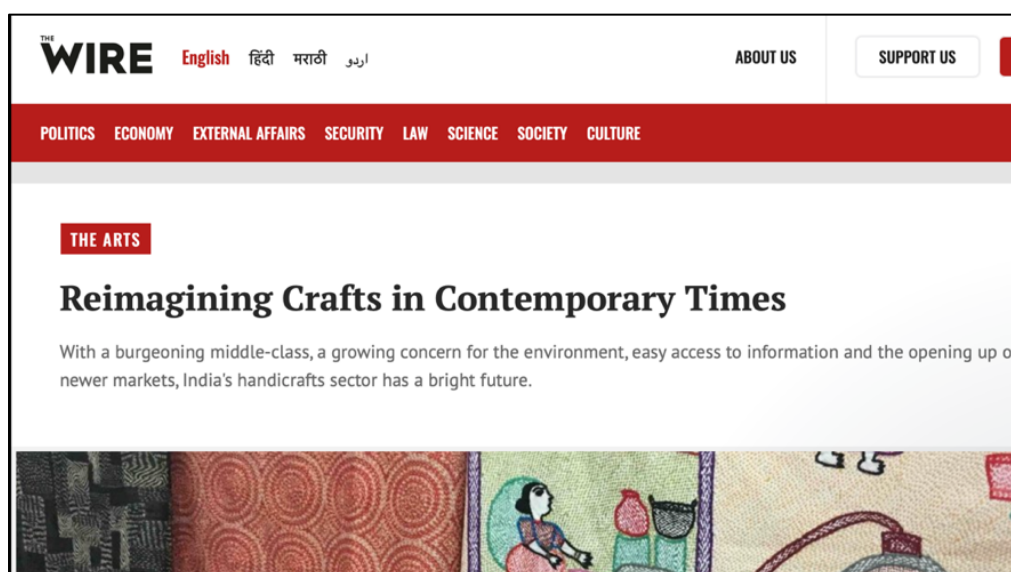 THE
WIRE
English हिंदी मराठी اردو
ABOUT US
SUPPORT US
POLITICS ECONOMY EXTERNAL AFFAIRS SECURITY LAW SCIENCE SOCIETY CULTURE
THE ARTS
Reimagining Crafts in Contemporary Times
With a burgeoning middle-class, a growing concern for the environment, easy access to information and the opening up
newer markets, India's handicrafts sector has a bright future.